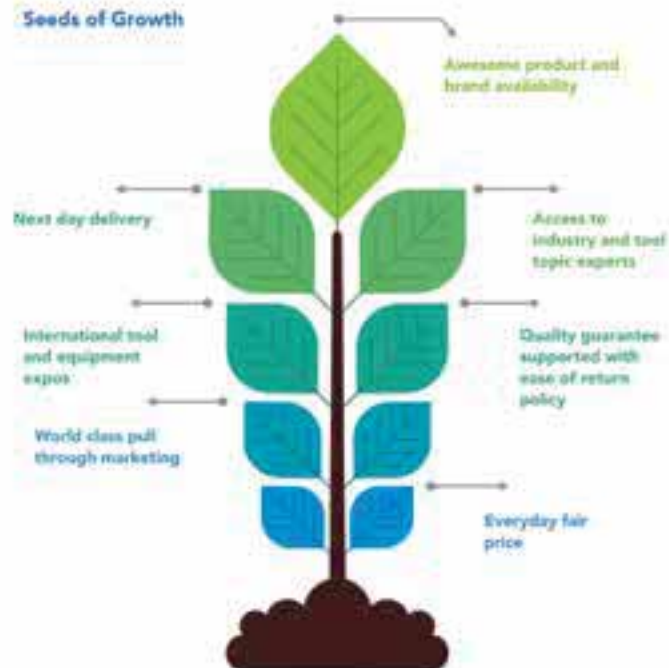 Seeds of Growth
Awesome product and
brand availability
Next day delivery
Access to
industry and tool
topic experts
International tool
and equipment
expos
Quality guarantee
supported with
ease of return
policy
World class pull
through marketing
Everyday fair
price